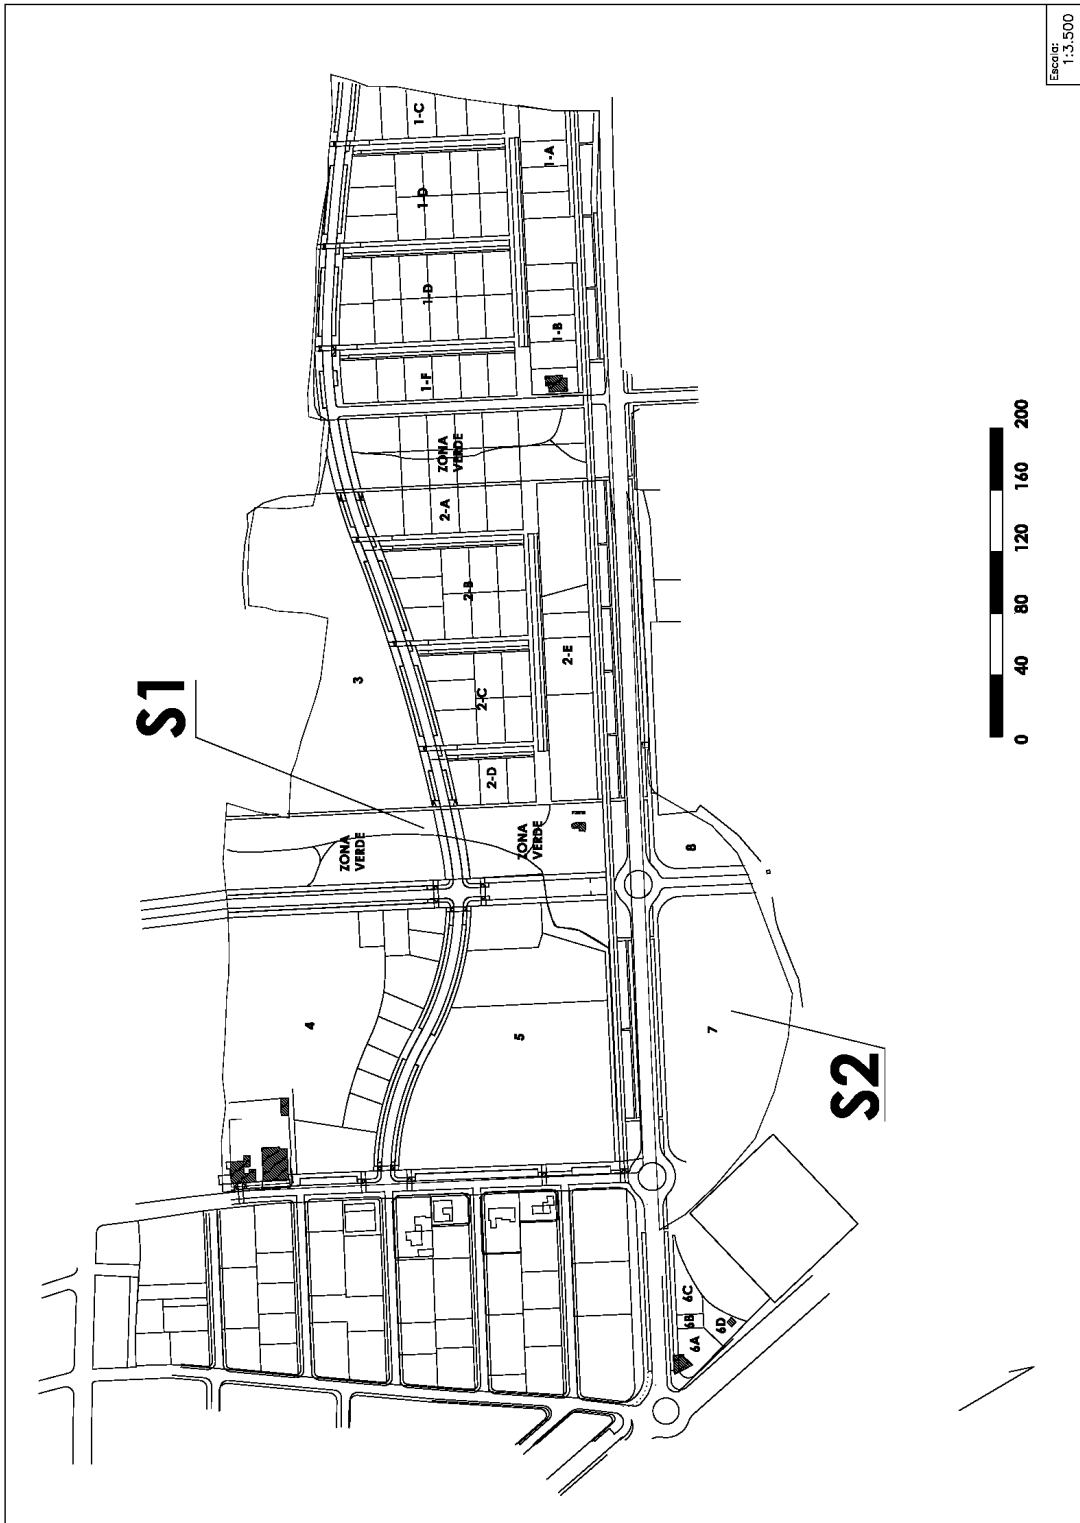 Escala:
1:3.500
1-C
1-D
1-A
1-D
1-B
1-F
ZONA
VERDE
2-A
2-B
2-E
3
2-C
S1
2-D
ZONA
VERDE
ZONA
VERDE
8
4
5
7
S2
6C
6B
6A
6D
0
40
80
120
160
200